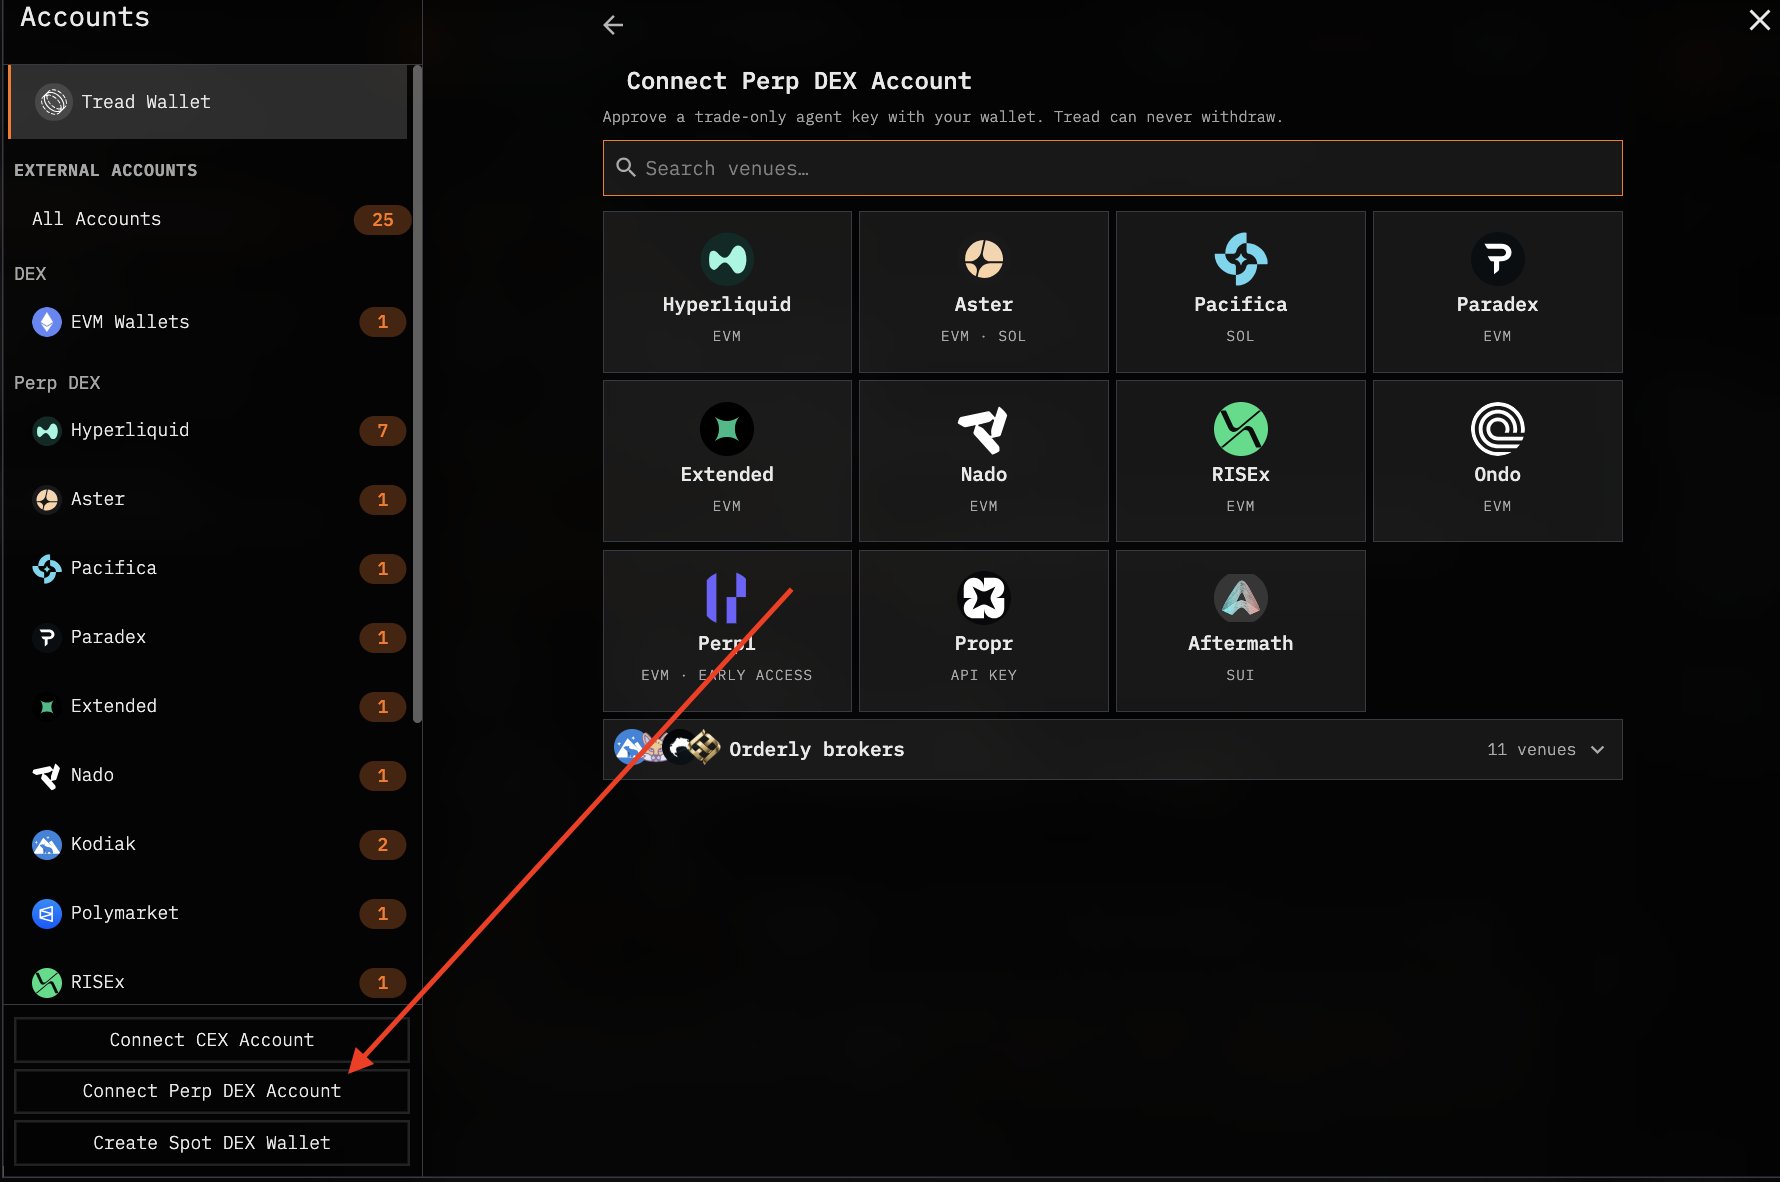 Accounts
Tread Wallet
EXTERNAL ACCOUNTS
All Accounts 25
DEX
EVM Wallets 1
Perp DEX
Hyperliquid 7
Aster 1
Pacifica 1
Paradex 1
Extended 1
Nado 1
Kodiak 2
Polymarket 1
RISEx 1
Connect CEX Account
Connect Perp DEX Account
Create Spot DEX Wallet
Connect Perp DEX Account
Approve a trade-only agent key with your wallet. Tread can never withdraw.
Search venues…
Hyperliquid
EVM
Aster
EVM · SOL
Pacifica
SOL
Paradex
EVM
Extended
EVM
Nado
EVM
RISEx
EVM
Ondo
EVM
Perpl
EVM · EARLY ACCESS
Propr
API KEY
Aftermath
SUI
Orderly brokers 11 venues